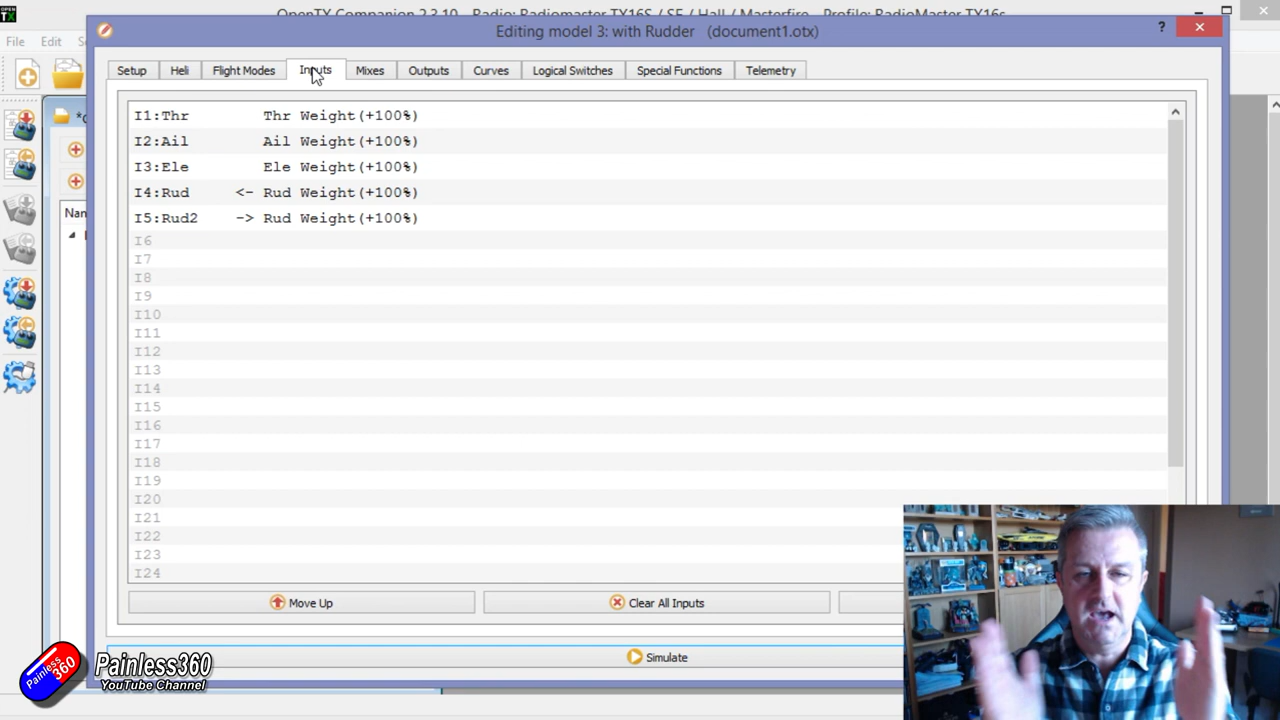 OPEN TX
OpenTX Companion 2.3.10 - Radio: Radiomaster TX16S / SE / Hall / Masterfire - Profile: RadioMaster TX16s
Editing model 3: with Rudder (document1.otx)
?
File Edit
Setup Heli Flight Modes Inputs Mixes Outputs Curves Logical Switches Special Functions Telemetry
I1:Thr Thr Weight(+100%)
I2:Ail Ail Weight(+100%)
I3:Ele Ele Weight(+100%)
I4:Rud <- Rud Weight(+100%)
I5:Rud2 -> Rud Weight(+100%)
I6
I7
I8
I9
I10
I11
I12
I13
I14
I15
I16
I17
I18
I19
I20
I21
I22
I23
I24
Move Up Clear All Inputs
Simulate
Painless360
Painless360
YouTube Channel